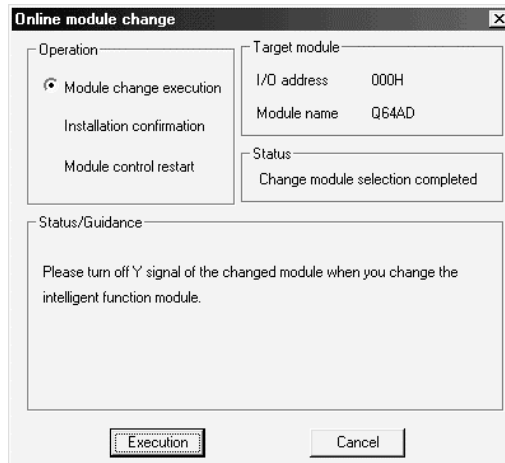 Online module change
Operation
Module change execution
Installation confirmation
Module control restart
Target module
I/O address 000H
Module name Q64AD
Status
Change module selection completed
Status/Guidance
Please turn off Y signal of the changed module when you change the
intelligent function module.
Execution Cancel